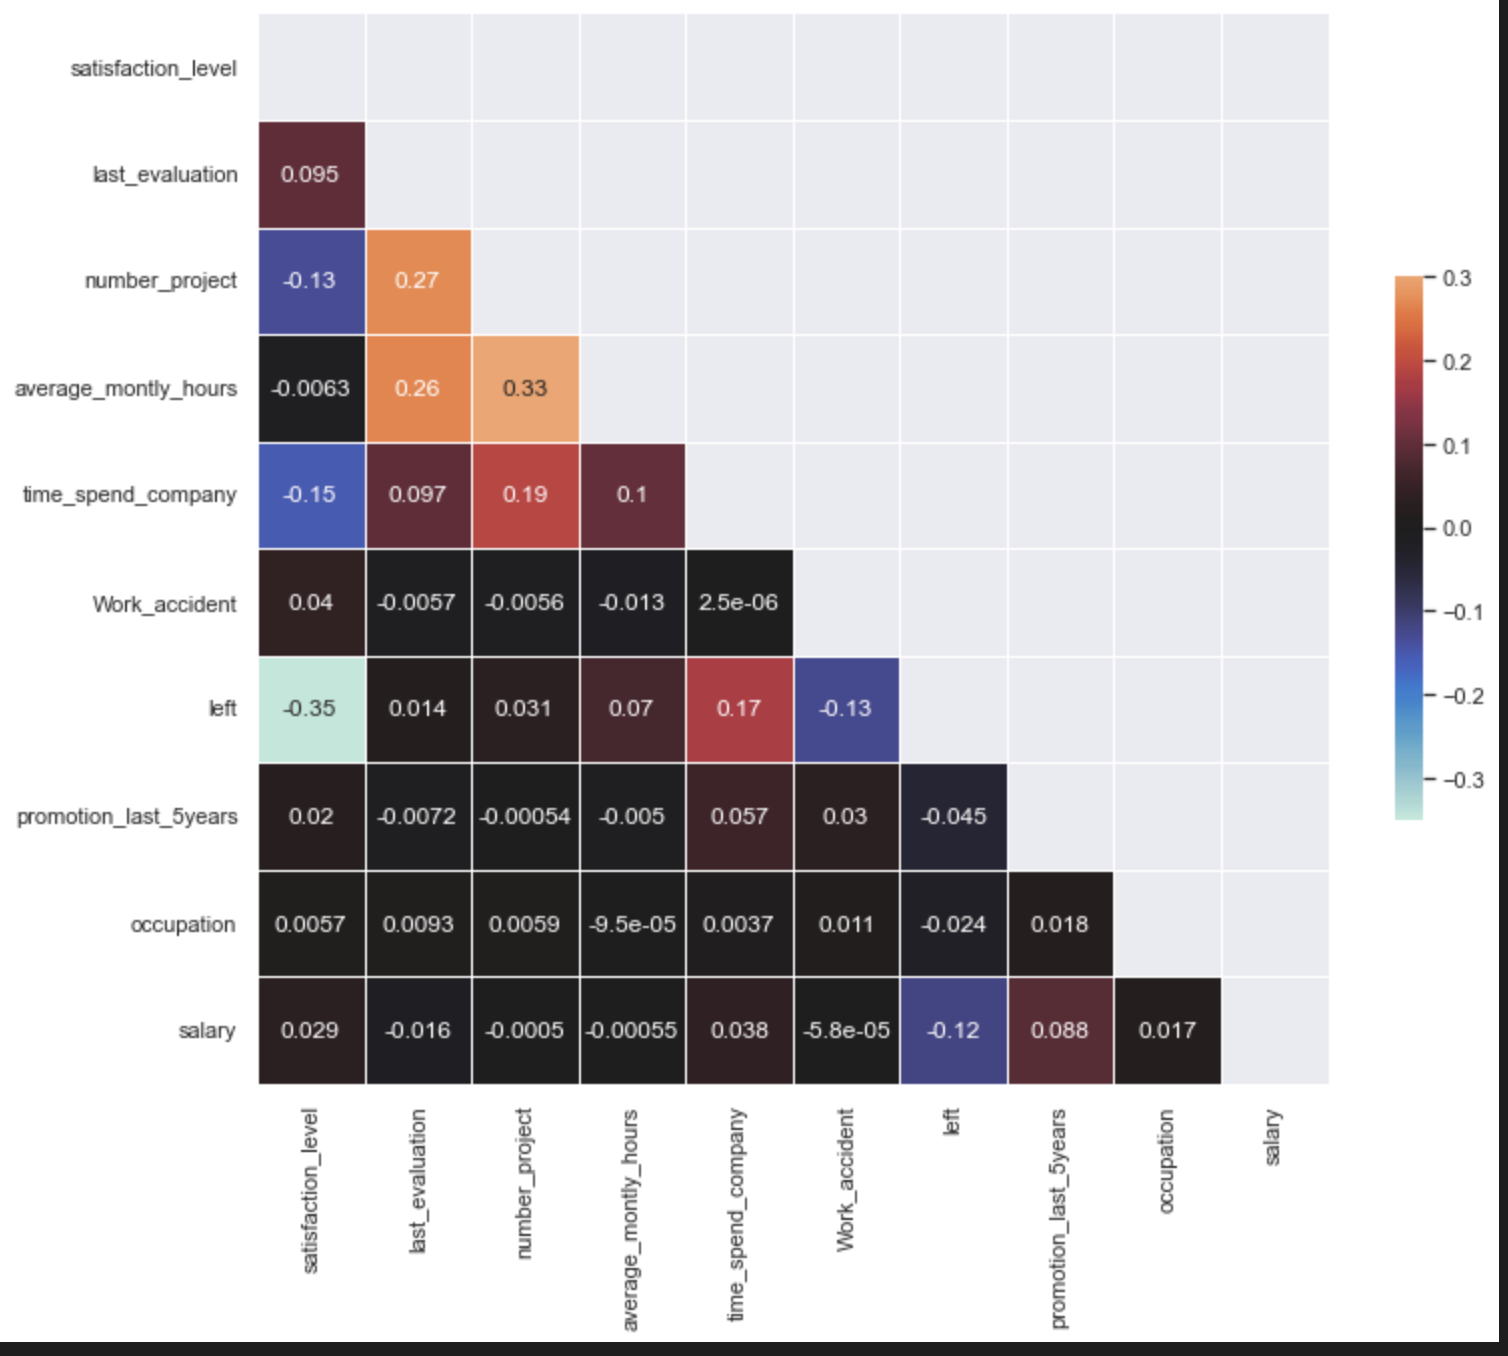 satisfaction_level
last_evaluation 0.095
number_project -0.13 0.27
average_montly_hours -0.0063 0.26 0.33
time_spend_company -0.15 0.097 0.19 0.1
Work_accident 0.04 -0.0057 -0.0056 -0.013 2.5e-06
left -0.35 0.014 0.031 0.07 0.17 -0.13
promotion_last_5years 0.02 -0.0072 -0.00054 -0.005 0.057 0.03 -0.045
occupation 0.0057 0.0093 0.0059 -9.5e-05 0.0037 0.011 -0.024 0.018
salary 0.029 -0.016 -0.0005 -0.00055 0.038 -5.8e-05 -0.12 0.088 0.017
satisfaction_level
last_evaluation
number_project
average_montly_hours
time_spend_company
Work_accident
left
promotion_last_5years
occupation
salary
0.3
0.2
0.1
0.0
−0.1
−0.2
−0.3